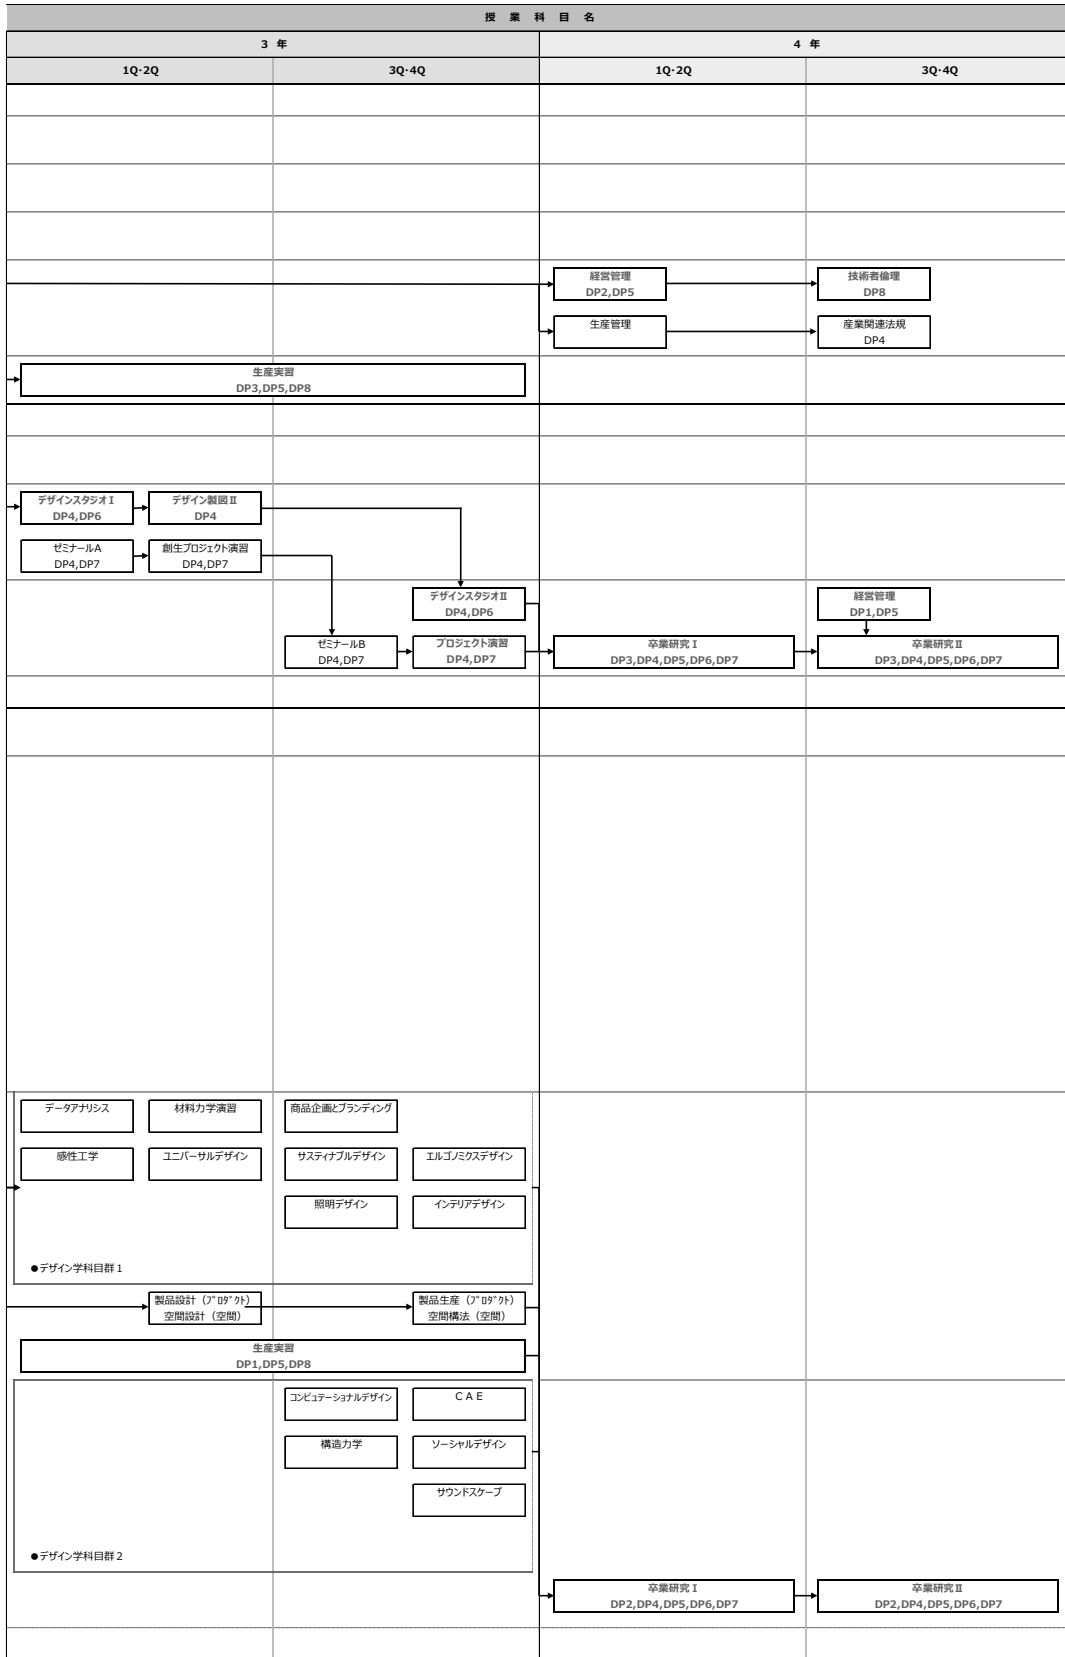 授 業 科 目 名
3 年
4 年
1Q・2Q
3Q・4Q
1Q・2Q
3Q・4Q
経営管理
DP2,DP5
技術者倫理
DP8
生産管理
産業関連法規
DP4
生産実習
DP3,DP5,DP8
デザインスタジオⅠ
DP4,DP6
デザイン製図Ⅱ
DP4
ゼミナールA
DP4,DP7
創生プロジェクト演習
DP4,DP7
デザインスタジオⅡ
DP4,DP6
経営管理
DP1,DP5
ゼミナールB
DP4,DP7
プロジェクト演習
DP4,DP7
卒業研究Ⅰ
DP3,DP4,DP5,DP6,DP7
卒業研究Ⅱ
DP3,DP4,DP5,DP6,DP7
データアナリシス
材料力学演習
商品企画とブランディング
感性工学
ユニバーサルデザイン
サスティナブルデザイン
エルゴノミクスデザイン
照明デザイン
インテリアデザイン
●デザイン学科目群1
製品設計（ﾌﾟﾛﾀﾞｸﾄ）
空間設計（空間）
製品生産（ﾌﾟﾛﾀﾞｸﾄ）
空間構法（空間）
生産実習
DP1,DP5,DP8
コンピュテーショナルデザイン
ＣＡＥ
構造力学
ソーシャルデザイン
サウンドスケープ
●デザイン学科目群2
卒業研究Ⅰ
DP2,DP4,DP5,DP6,DP7
卒業研究Ⅱ
DP2,DP4,DP5,DP6,DP7